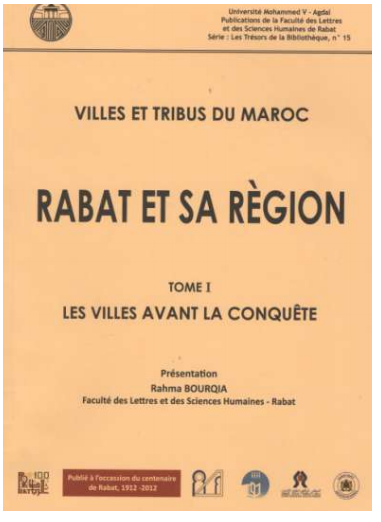 Université Mohammed V - Agdal
Publications de la Faculté des Lettres
et des Sciences Humaines de Rabat
Série : Les Trésors de la Bibliothèque, n° 15
VILLES ET TRIBUS DU MAROC
RABAT ET SA RÈGION
TOME I
LES VILLES AVANT LA CONQUÊTE
Présentation
Rahma BOURQIA
Faculté des Lettres et des Sciences Humaines - Rabat
Publié à l'occassion du centenaire
de Rabat, 1912 -2012